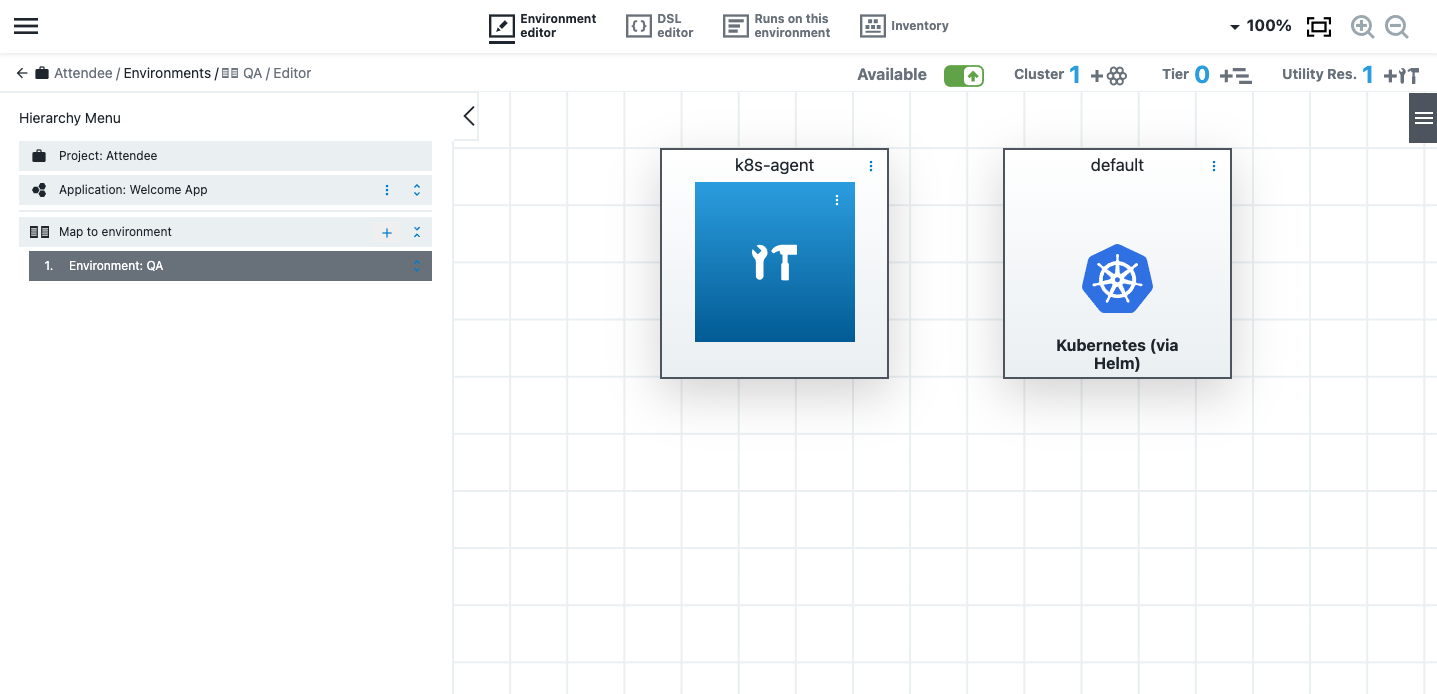 Environment
editor
DSL
editor
Runs on this
environment
Inventory
100%
Attendee / Environments / QA / Editor
Available
Cluster 1
Tier 0
Utility Res. 1
Hierarchy Menu
Project: Attendee
Application: Welcome App
Map to environment
1. Environment: QA
k8s-agent
default
Kubernetes (via
Helm)